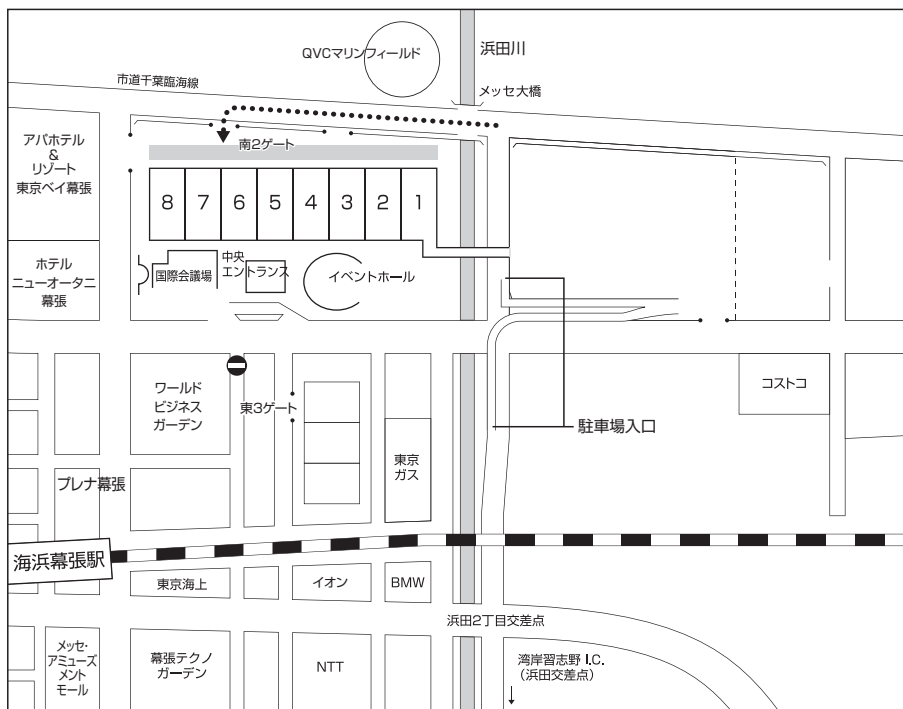 QVCマリンフィールド
浜田川
市道千葉臨海線
メッセ大橋
アパホテル
&
リゾート
東京ベイ幕張
南2ゲート
8
7
6
5
4
3
2
1
ホテル
ニューオータニ
幕張
国際会議場
中央
エントランス
イベントホール
ワールド
ビジネス
ガーデン
東3ゲート
コストコ
駐車場入口
東京
ガス
プレナ幕張
海浜幕張駅
東京海上
イオン
BMW
浜田2丁目交差点
メッセ・
アミューズ
メント
モール
幕張テクノ
ガーデン
NTT
湾岸習志野 I.C.
(浜田交差点)